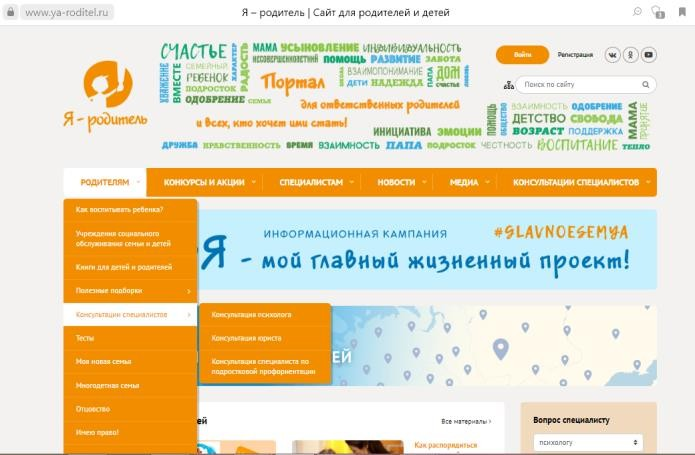 www.ya-roditel.ru
Я – родитель | Сайт для родителей и детей
3
СЧАСТЬЕ
МАМА УСЫНОВЛЕНИЕ ИНДИВИДУАЛЬНОСТЬ
СЕМЕЙНЫЙ
НЕСОВЕРШЕННОЛЕТНИЙ ПОМОЩЬ РАЗВИТИЕ ЗАБОТА
УВАЖЕНИЕ
ВМЕСТЕ
РЕБЕНОК
ХАРАКТЕР
РАДОСТЬ
Портал
ВЗАИМОПОНИМАНИЕ
ПАПА
ДОМ
ПОДРОСТОК
ДЕТИ НАДЕЖДА
СЧАСТЬЕ
ОДОБРЕНИЕ СЕМЬЯ
для ответственных родителей
и всех, кто хочет ими стать!
ПОМОЩЬ
ОБЩЕСТВО
ВЗАИМНОСТЬ ОДОБРЕНИЕ
ДЕТСТВО СВОБОДА
МАМА
ПРИНЯТИЕ
ИНИЦИАТИВА ЭМОЦИИ
ВОЗРАСТ ПОДДЕРЖКА
ДРУЖБА НРАВСТВЕННОСТЬ ВРЕМЯ ВЗАИМНОСТЬ ПАПА ПОДРОСТОК ЧЕСТНОСТЬ ВОСПИТАНИЕ ТЕПЛО
Я - родитель
Войти
Регистрация
Поиск по сайту
РОДИТЕЛЯМ
КОНКУРСЫ И АКЦИИ
СПЕЦИАЛИСТАМ
НОВОСТИ
МЕДИА
КОНСУЛЬТАЦИИ СПЕЦИАЛИСТОВ
Как воспитывать ребенка?
Учреждения социального
обслуживания семьи и детей
Книги для детей и родителей
Полезные подборки
Консультации специалистов
Тесты
Моя новая семья
Многодетная семья
Отцовство
Имею право!
Консультация психолога
Консультация юриста
Консультация специалиста по
подростковой профориентации
ИНФОРМАЦИОННАЯ КАМПАНИЯ
#SLAVNOESEMYA
Я - мой главный жизненный проект!
ЕЙ
ей
Все материалы
Как распорядиться
Вопрос специалисту
психологу